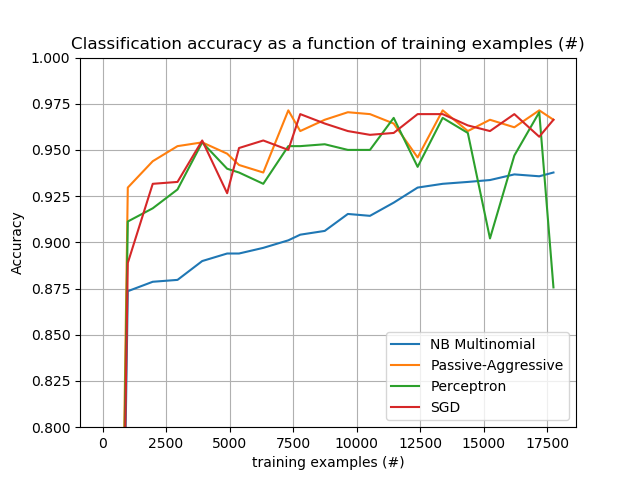 Classification accuracy as a function of training examples (#)
1.000
0.975
0.950
0.925
0.900
0.875
0.850
0.825
0.800
Accuracy
NB Multinomial
Passive-Aggressive
Perceptron
SGD
0 2500 5000 7500 10000 12500 15000 17500
training examples (#)